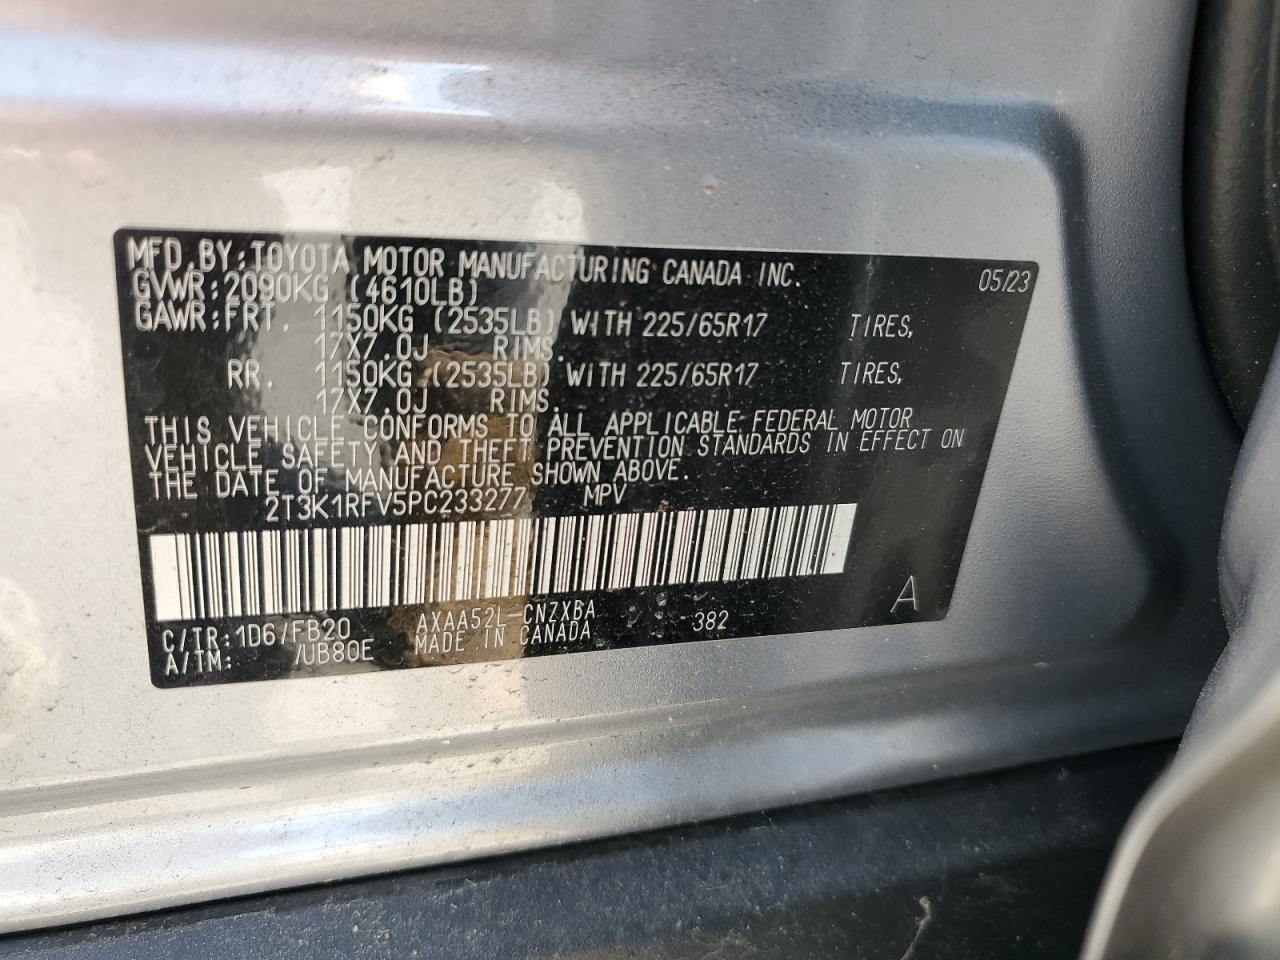 MFD.BY:TOYOTA MOTOR MANUFACTURING CANADA INC. 05/23
GVWR:2090KG (4610LB)
GAWR:FRT. 1150KG (2535LB) WITH 225/65R17 TIRES,
17X7.0J RIMS.
RR. 1150KG (2535LB) WITH 225/65R17 TIRES,
17X7.0J RIMS.
THIS VEHICLE CONFORMS TO ALL APPLICABLE FEDERAL MOTOR
VEHICLE SAFETY AND THEFT PREVENTION STANDARDS IN EFFECT ON
THE DATE OF MANUFACTURE SHOWN ABOVE.
2T3K1RFV5PC233277 MPV
C/TR:1D6/FB20 AXAA52L-CNZXBA 382 A
A/TM: /UB80E MADE IN CANADA